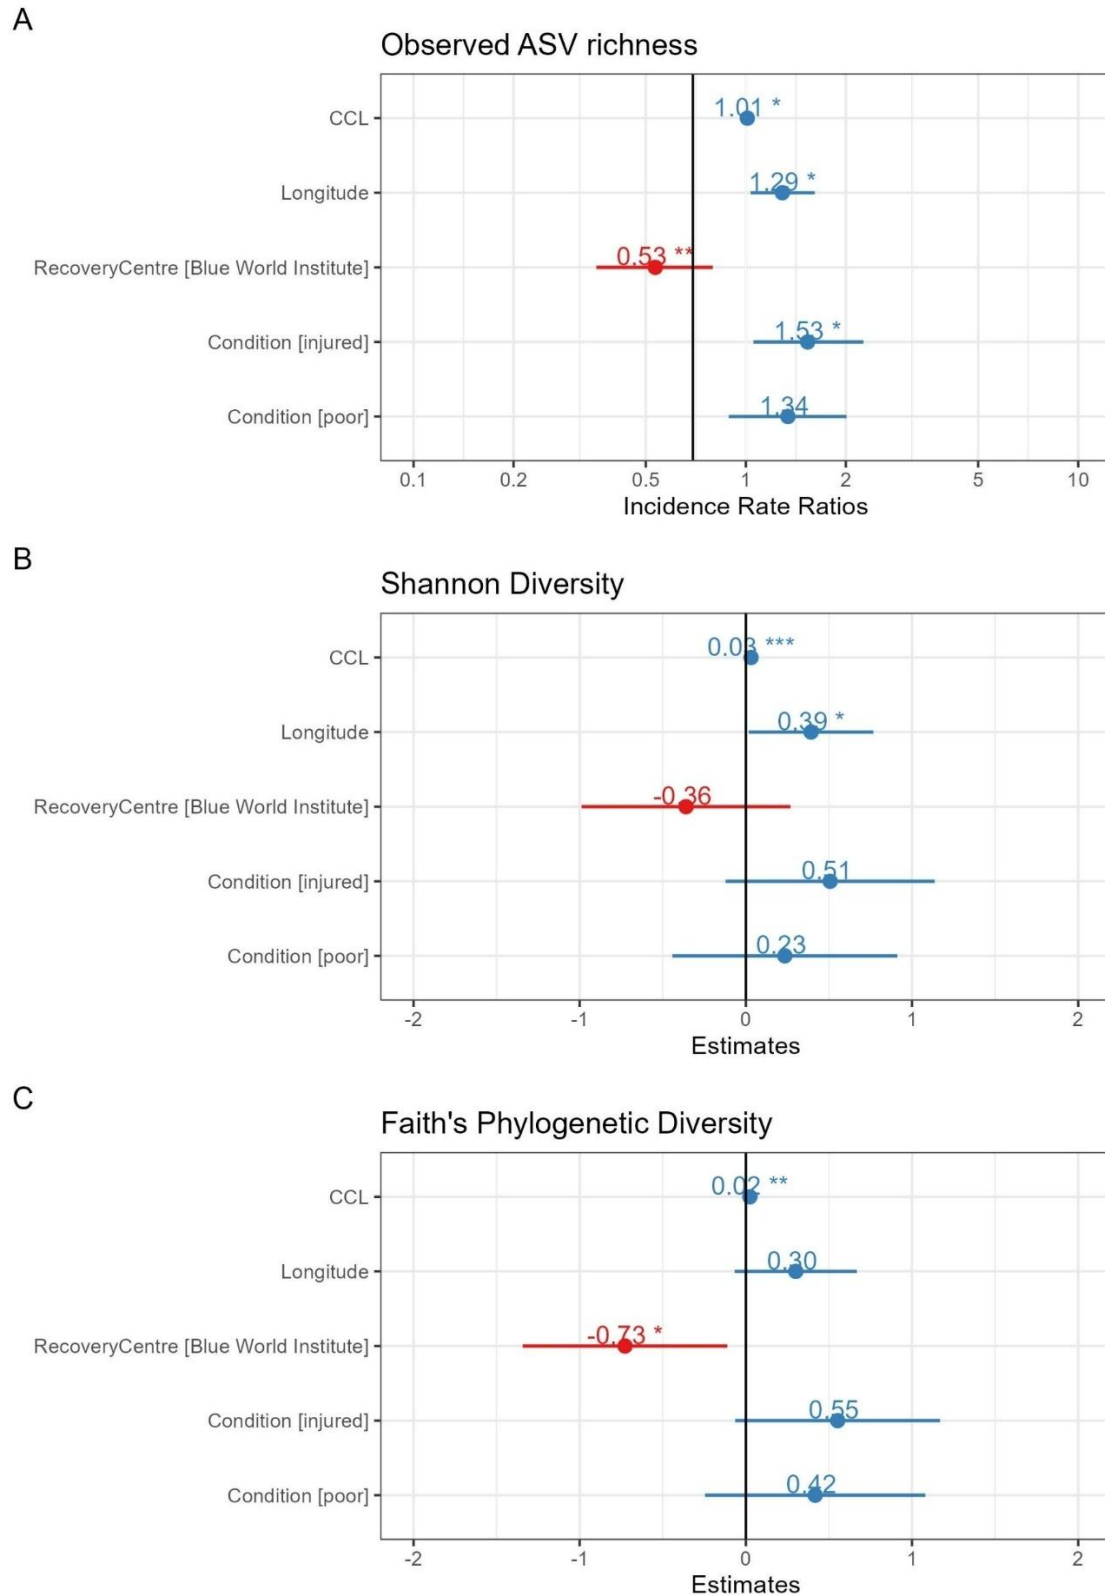 A
Observed ASV richness
CCL
1.01 *
Longitude
1.29 *
RecoveryCentre [Blue World Institute]
0.53 **
Condition [injured]
1.53 *
Condition [poor]
1.34
0.1 0.2 0.5 1 2 5 10
Incidence Rate Ratios
B
Shannon Diversity
CCL
0.03 ***
Longitude
0.39 *
RecoveryCentre [Blue World Institute]
-0.36
Condition [injured]
0.51
Condition [poor]
0.23
-2 -1 0 1 2
Estimates
C
Faith's Phylogenetic Diversity
CCL
0.02 **
Longitude
0.30
RecoveryCentre [Blue World Institute]
-0.73 *
Condition [injured]
0.55
Condition [poor]
0.42
-2 -1 0 1 2
Estimates